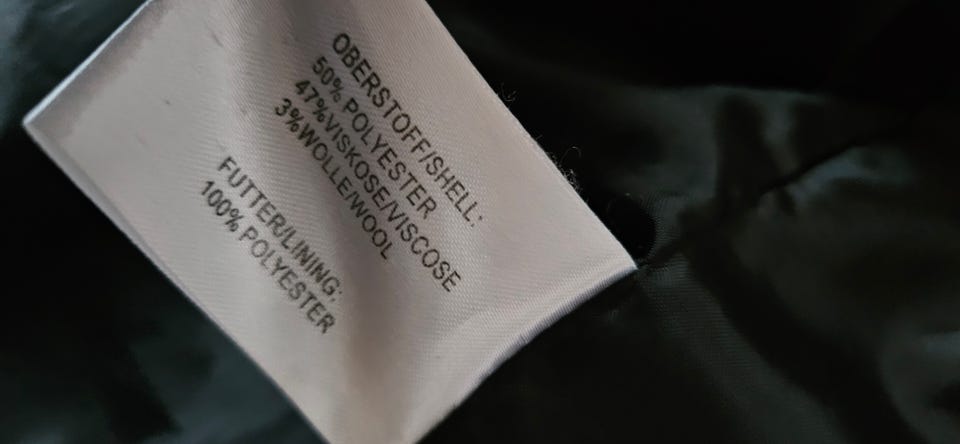 OBERSTOFF/SHELL:
50% POLYESTER
47%VISKOSE/VISCOSE
3%WOLLE/WOOL
FUTTER/LINING:
100% POLYESTER